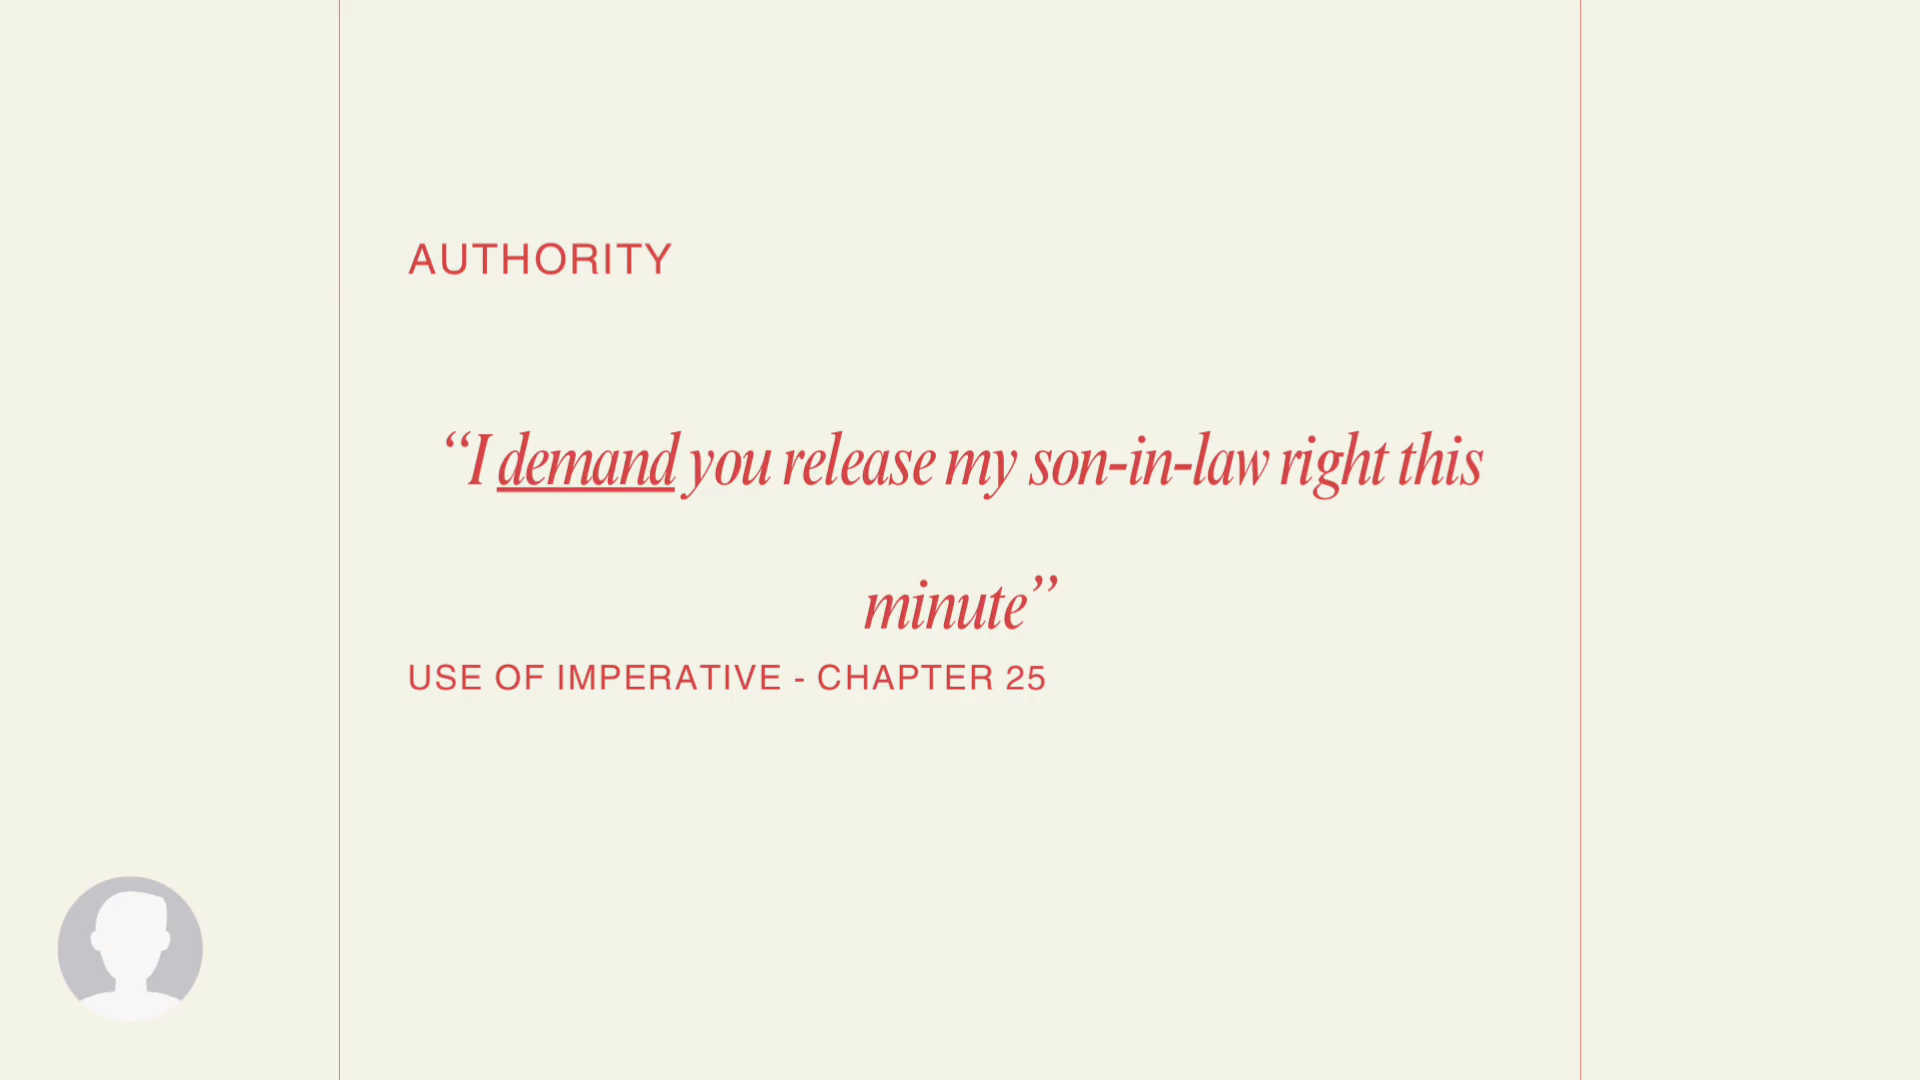 AUTHORITY
“I demand you release my son-in-law right this
minute”
USE OF IMPERATIVE - CHAPTER 25